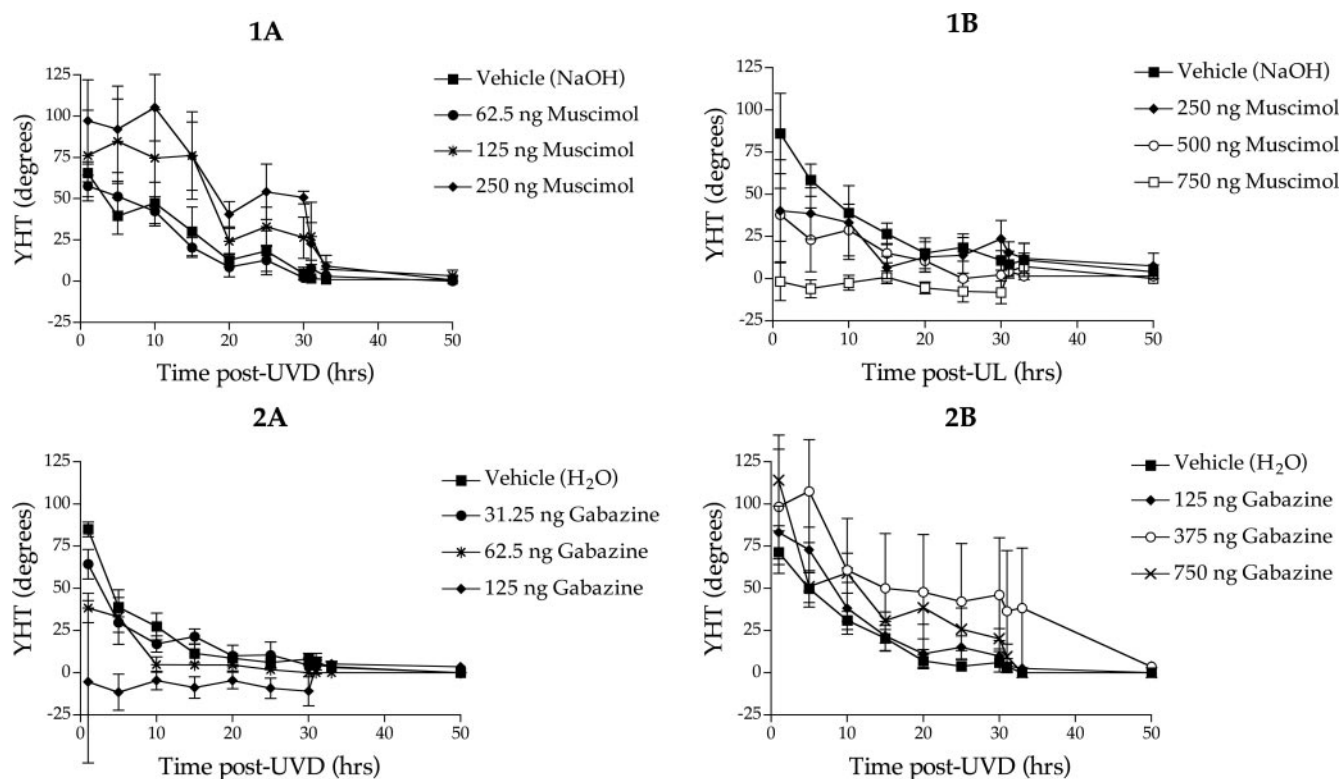 1A
YHT (degrees)
125
100
75
50
25
0
-25
0 10 20 30 40 50
Time post-UVD (hrs)
Vehicle (NaOH)
62.5 ng Muscimol
125 ng Muscimol
250 ng Muscimol
1B
YHT (degrees)
125
100
75
50
25
0
-25
0 10 20 30 40 50
Time post-UL (hrs)
Vehicle (NaOH)
250 ng Muscimol
500 ng Muscimol
750 ng Muscimol
2A
YHT (degrees)
125
100
75
50
25
0
-25
0 10 20 30 40 50
Time post-UVD (hrs)
Vehicle (H₂O)
31.25 ng Gabazine
62.5 ng Gabazine
125 ng Gabazine
2B
YHT (degrees)
125
100
75
50
25
0
-25
0 10 20 30 40 50
Time post-UVD (hrs)
Vehicle (H₂O)
125 ng Gabazine
375 ng Gabazine
750 ng Gabazine